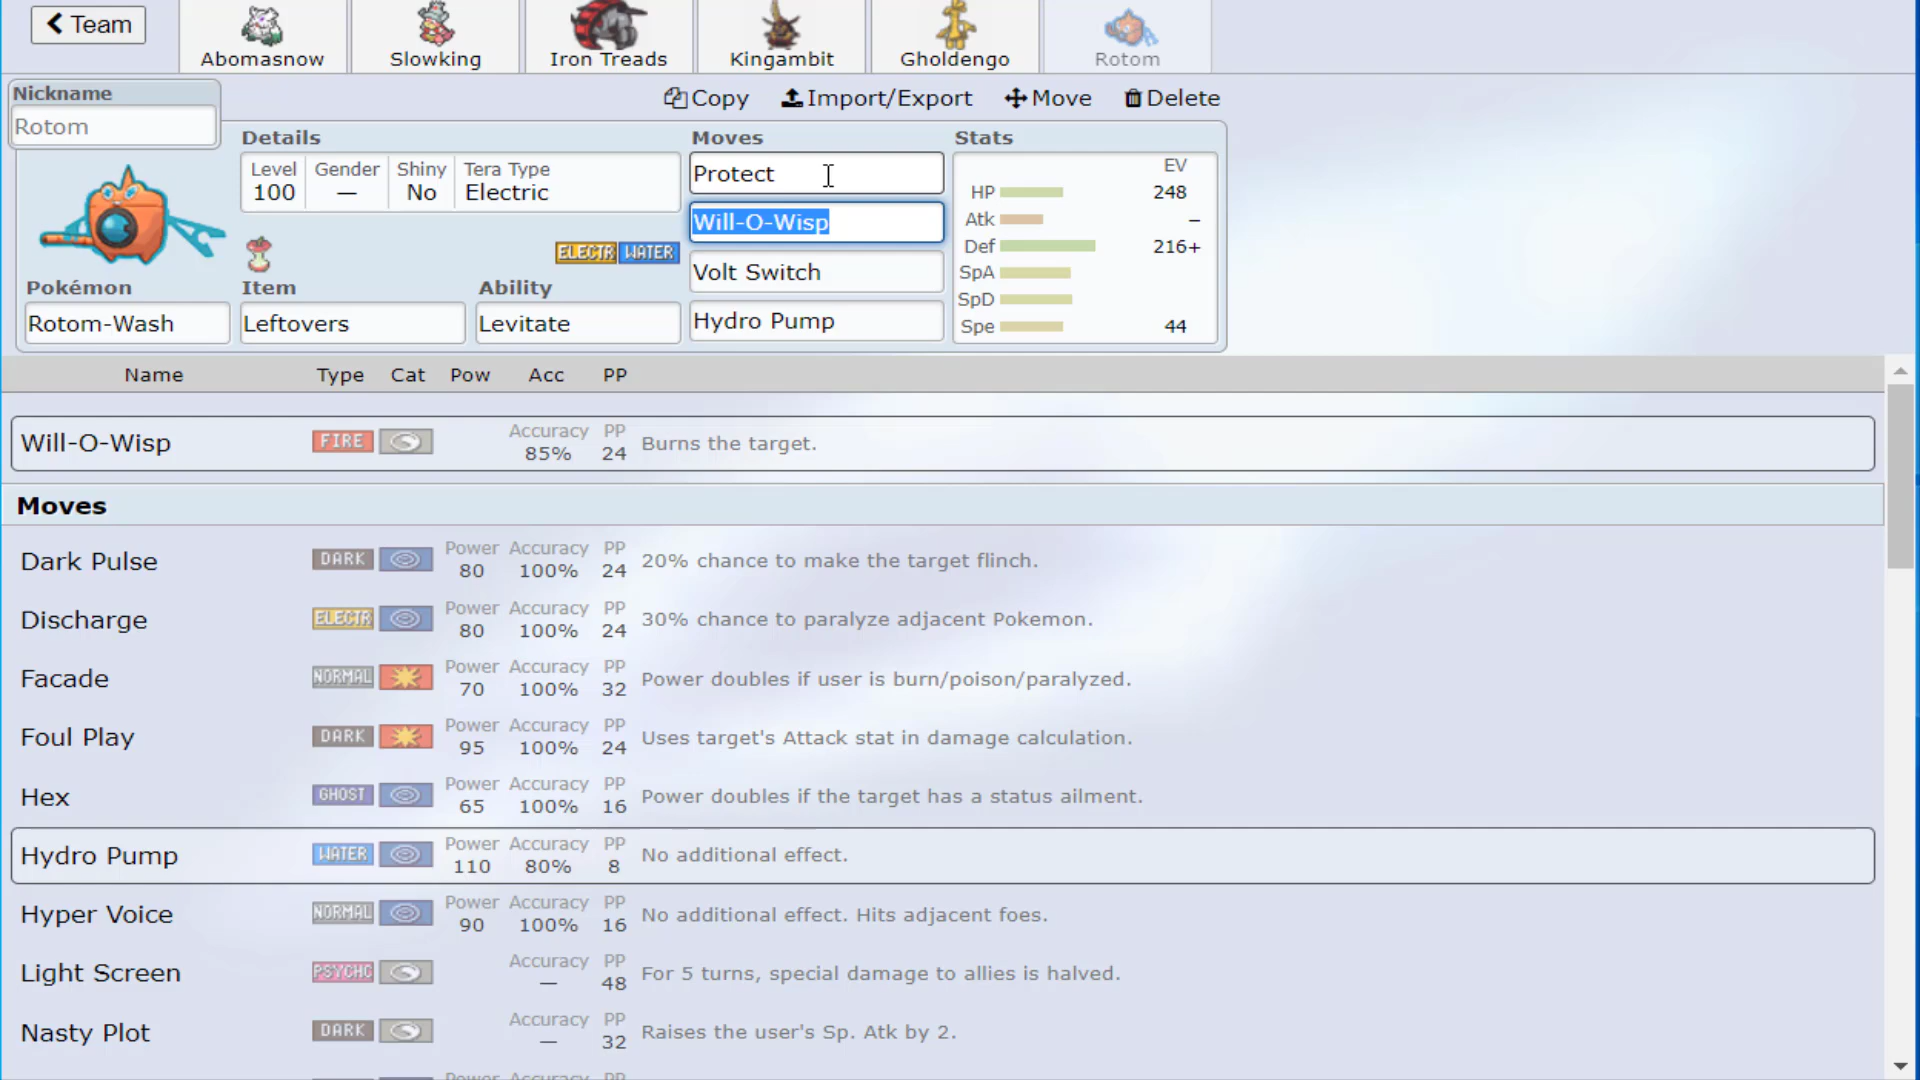 Team
Abomasnow
Slowking
Iron Treads
Kingambit
Gholdengo
Rotom
Nickname
Rotom
Copy
Import/Export
Move
Delete
Details
Moves
Stats
Level
100
Gender
—
Shiny
No
Tera Type
Electric
ELECTR WATER
Pokémon
Rotom-Wash
Item
Leftovers
Ability
Levitate
Protect
Will-O-Wisp
Volt Switch
Hydro Pump
EV
HP 248
Atk –
Def 216+
SpA
SpD
Spe 44
Name Type Cat Pow Acc PP
Will-O-Wisp FIRE Accuracy 85% PP 24 Burns the target.
Moves
Dark Pulse DARK Power 80 Accuracy 100% PP 24 20% chance to make the target flinch.
Discharge ELECTR Power 80 Accuracy 100% PP 24 30% chance to paralyze adjacent Pokemon.
Facade NORMAL Power 70 Accuracy 100% PP 32 Power doubles if user is burn/poison/paralyzed.
Foul Play DARK Power 95 Accuracy 100% PP 24 Uses target's Attack stat in damage calculation.
Hex GHOST Power 65 Accuracy 100% PP 16 Power doubles if the target has a status ailment.
Hydro Pump WATER Power 110 Accuracy 80% PP 8 No additional effect.
Hyper Voice NORMAL Power 90 Accuracy 100% PP 16 No additional effect. Hits adjacent foes.
Light Screen PSYCHC Accuracy — PP 48 For 5 turns, special damage to allies is halved.
Nasty Plot DARK Accuracy — PP 32 Raises the user's Sp. Atk by 2.
Power Accuracy PP